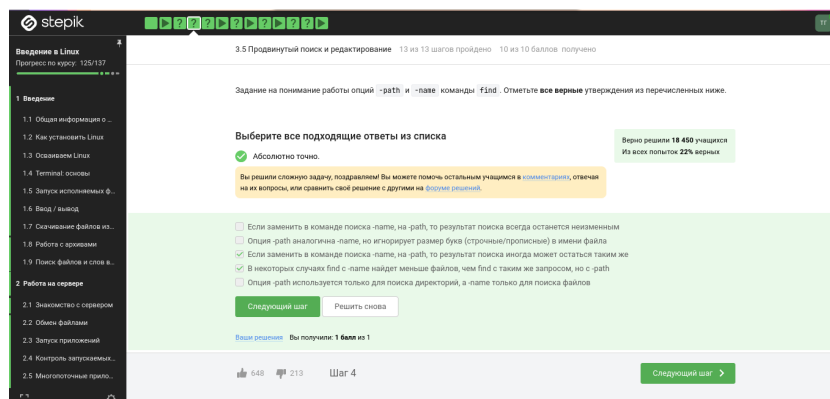 stepik
ТГ
Введение в Linux
Прогресс по курсу: 125/137
3.5 Продвинутый поиск и редактирование 13 из 13 шагов пройдено 10 из 10 баллов получено
1 Введение
1.1 Общая информация о ...
1.2 Как установить Linux
1.3 Осваиваем Linux
1.4 Terminal: основы
1.5 Запуск исполняемых ф...
1.6 Ввод / вывод
1.7 Скачивание файлов из...
1.8 Работа с архивами
1.9 Поиск файлов и слов в...
2 Работа на сервере
2.1 Знакомство с сервером
2.2 Обмен файлами
2.3 Запуск приложений
2.4 Контроль запускаемых...
2.5 Многопоточные прило...
Задание на понимание работы опций -path и -name команды find. Отметьте все верные утверждения из перечисленных ниже.
Выберите все подходящие ответы из списка
Верно решили 18 450 учащихся
Из всех попыток 22% верных
Абсолютно точно.
Вы решили сложную задачу, поздравляем! Вы можете помочь остальным учащимся в комментариях, отвечая
на их вопросы, или сравнить своё решение с другими на форуме решений.
Если заменить в команде поиска -name, на -path, то результат поиска всегда останется неизменным
Опция -path аналогична -name, но игнорирует размер букв (строчные/прописные) в имени файла
Если заменить в команде поиска -name, на -path, то результат поиска иногда может остаться таким же
В некоторых случаях find с -name найдет меньше файлов, чем find с таким же запросом, но с -path
Опция -path используется только для поиска директорий, а -name только для поиска файлов
Следующий шаг
Решить снова
Ваши решения Вы получили: 1 балл из 1
648 213 Шаг 4
Следующий шаг